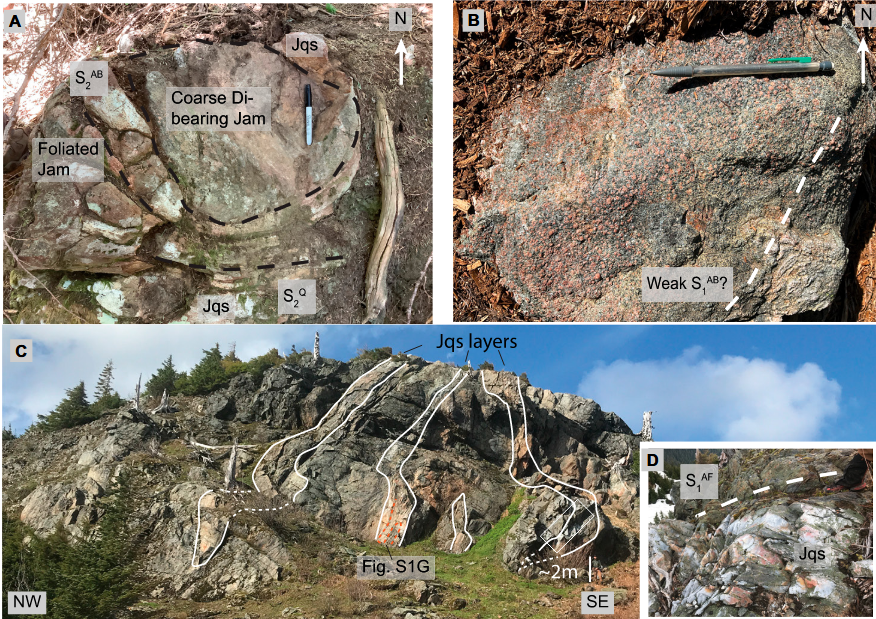 A
N
Jqs
S₂ᴬᴮ
Coarse Di-
bearing Jam
Foliated
Jam
Jqs
S₂Q
B
N
Weak S₁ᴬᴮ?
C
Jqs layers
Fig. S1G
~2m
NW
SE
D
S₁ᴬF
Jqs